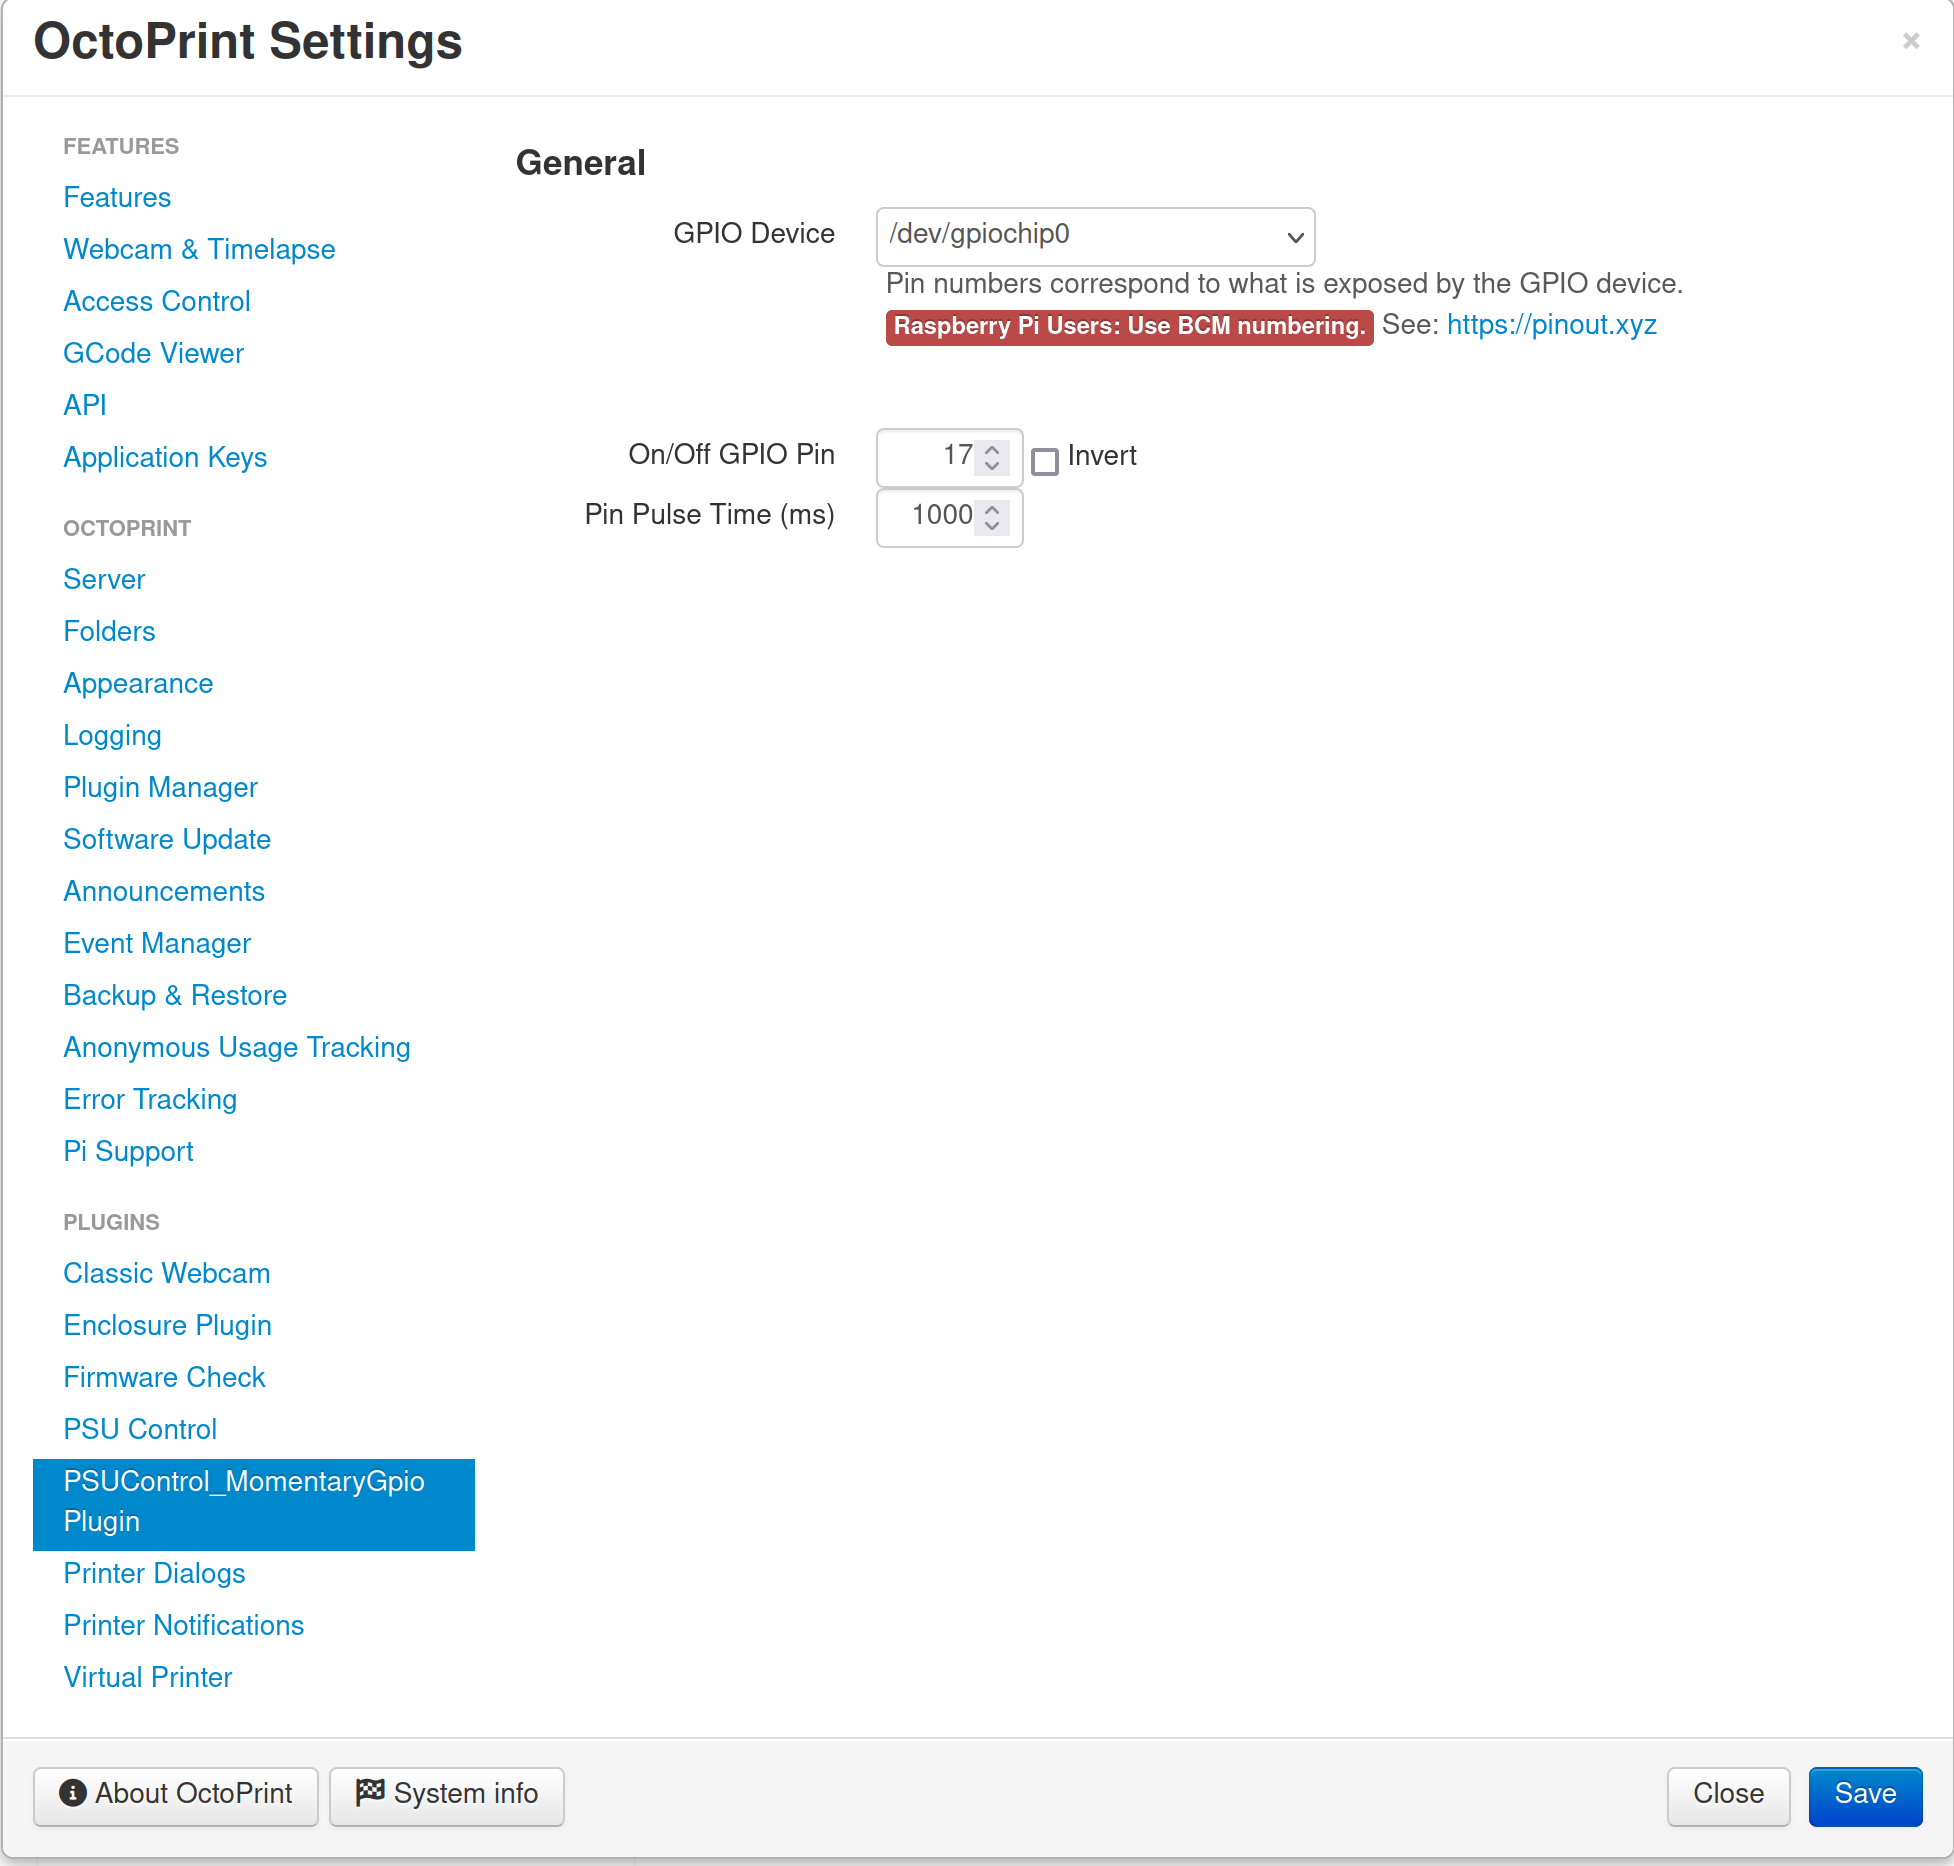 OctoPrint Settings
×
FEATURES
Features
Webcam & Timelapse
Access Control
GCode Viewer
API
Application Keys
OCTOPRINT
Server
Folders
Appearance
Logging
Plugin Manager
Software Update
Announcements
Event Manager
Backup & Restore
Anonymous Usage Tracking
Error Tracking
Pi Support
PLUGINS
Classic Webcam
Enclosure Plugin
Firmware Check
PSU Control
PSUControl_MomentaryGpio
Plugin
Printer Dialogs
Printer Notifications
Virtual Printer
General
GPIO Device /dev/gpiochip0
Pin numbers correspond to what is exposed by the GPIO device.
Raspberry Pi Users: Use BCM numbering. See: https://pinout.xyz
On/Off GPIO Pin 17 Invert
Pin Pulse Time (ms) 1000
About OctoPrint System info Close Save